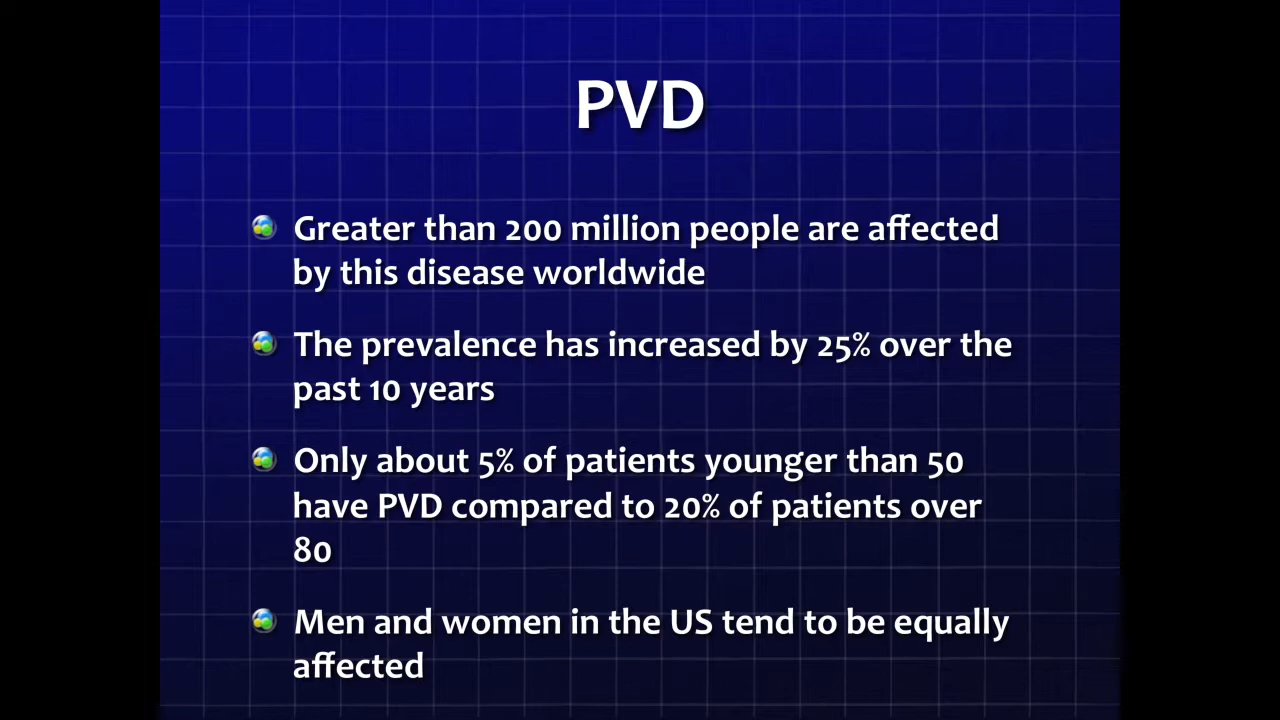 PVD
Greater than 200 million people are affected
by this disease worldwide
The prevalence has increased by 25% over the
past 10 years
Only about 5% of patients younger than 50
have PVD compared to 20% of patients over
80
Men and women in the US tend to be equally
affected